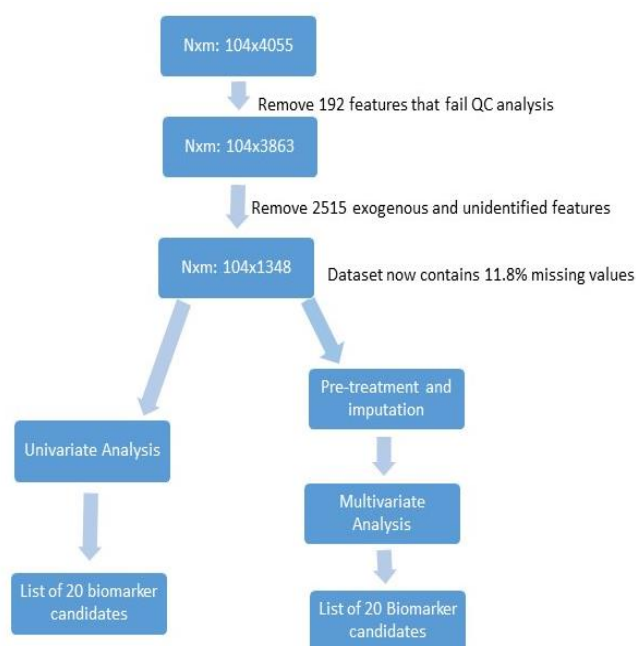 Nxm: 104x4055
Remove 192 features that fail QC analysis
Nxm: 104x3863
Remove 2515 exogenous and unidentified features
Nxm: 104x1348
Dataset now contains 11.8% missing values
Pre-treatment and
imputation
Univariate Analysis
Multivariate
Analysis
List of 20 biomarker
candidates
List of 20 Biomarker
candidates